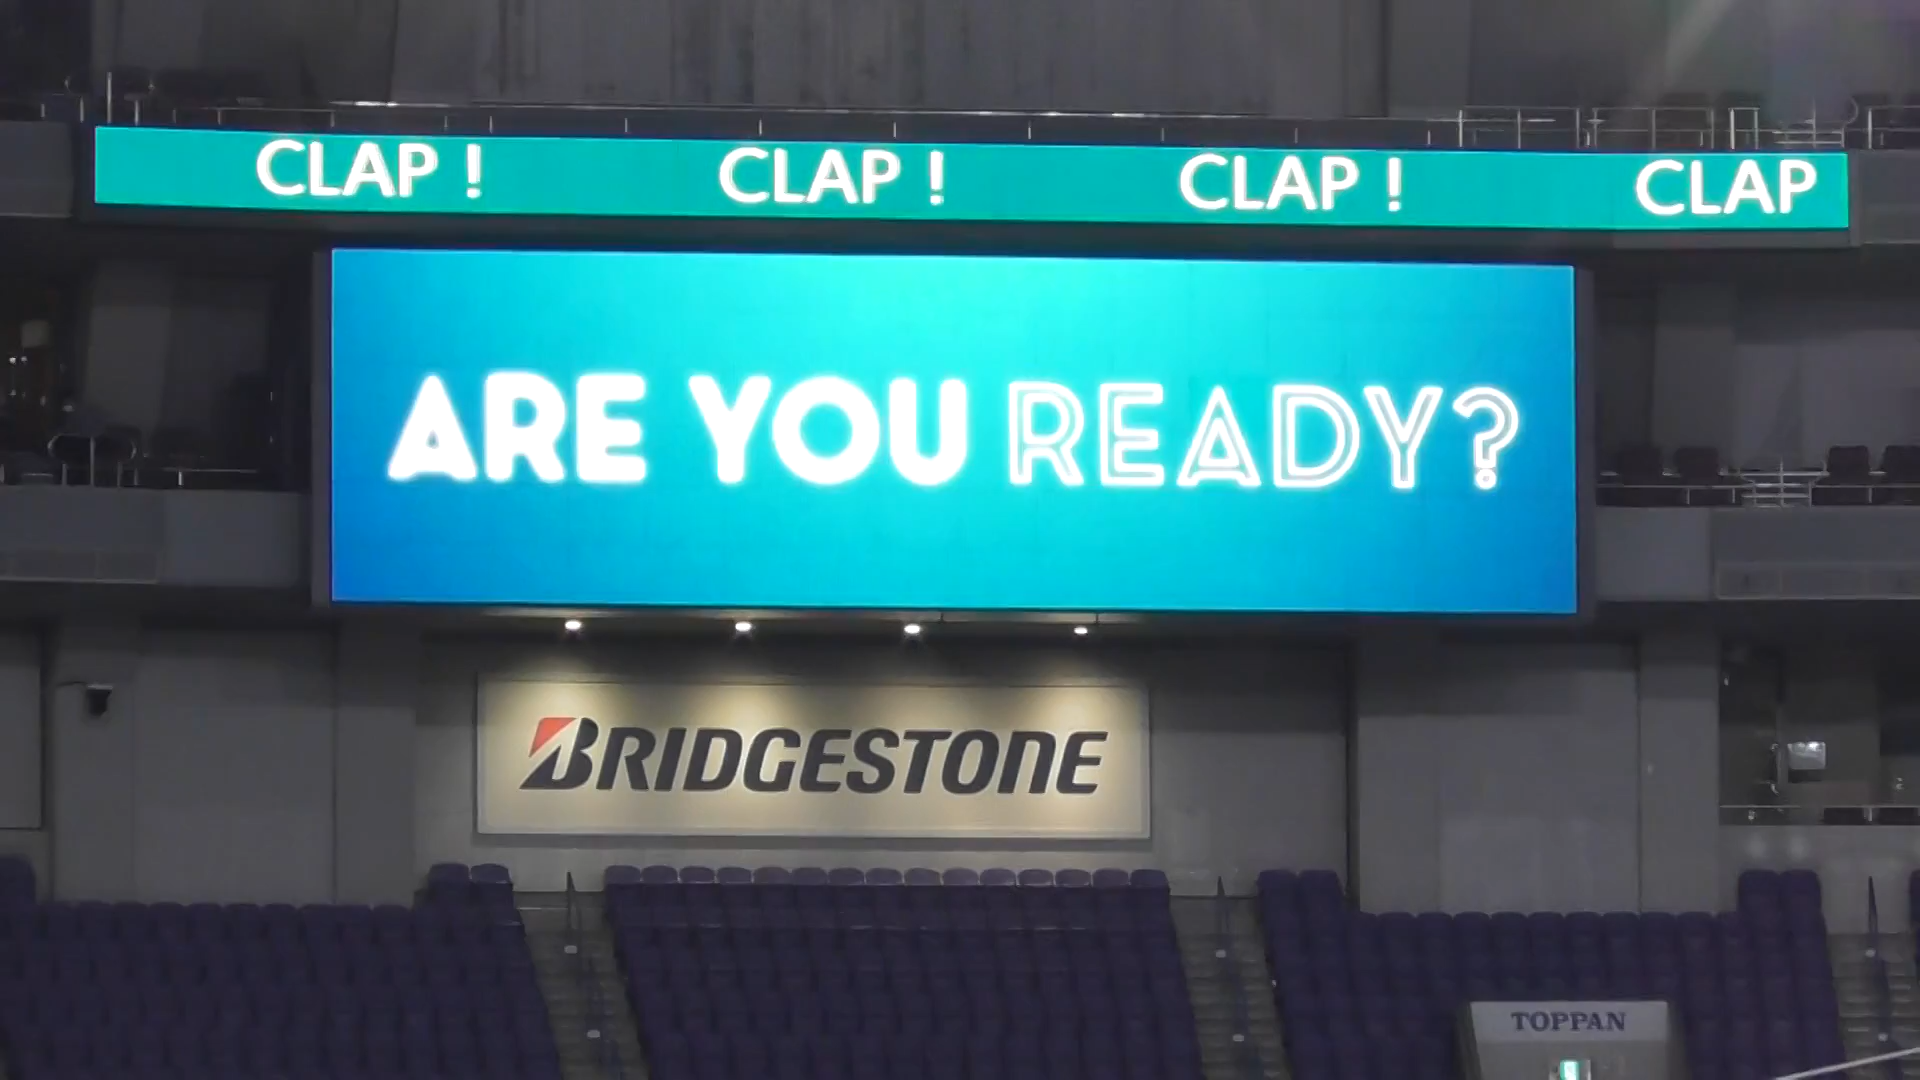 CLAP ! CLAP ! CLAP ! CLAP
ARE YOU READY?
BRIDGESTONE
TOPPAN